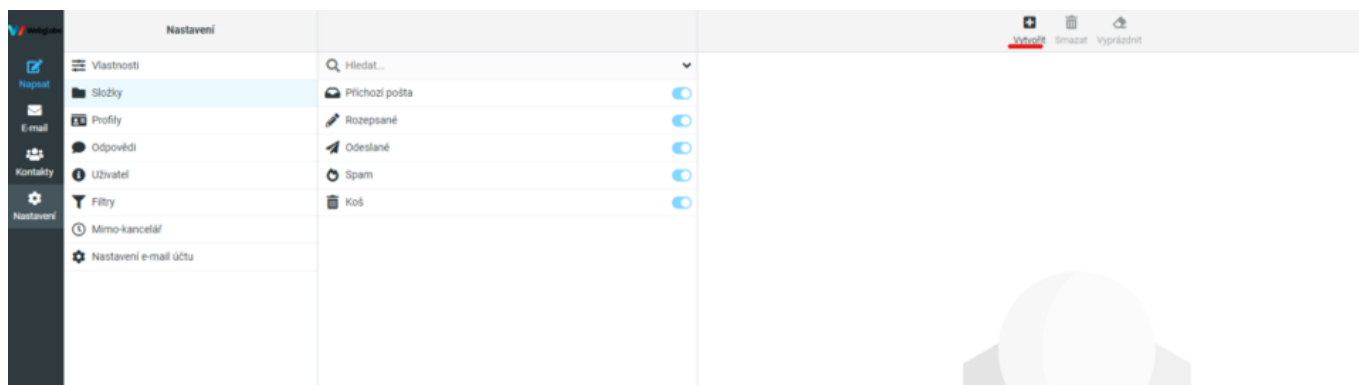 Webglobe
Nastavení
Vytvořit Smazat Vyprázdnit
Napsat
E-mail
Kontakty
Nastavení
Vlastnosti
Složky
Profily
Odpovědi
Uživatel
Filtry
Mimo-kancelář
Nastavení e-mail účtu
Hledat...
Příchozí pošta
Rozepsané
Odeslané
Spam
Koš